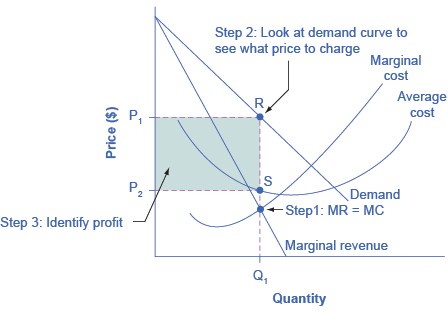 Step 2: Look at demand curve to
see what price to charge
Marginal
cost
Average
cost
R
P1
Price ($)
S
P2
Demand
Step1: MR = MC
Step 3: Identify profit
Marginal revenue
Q1
Quantity